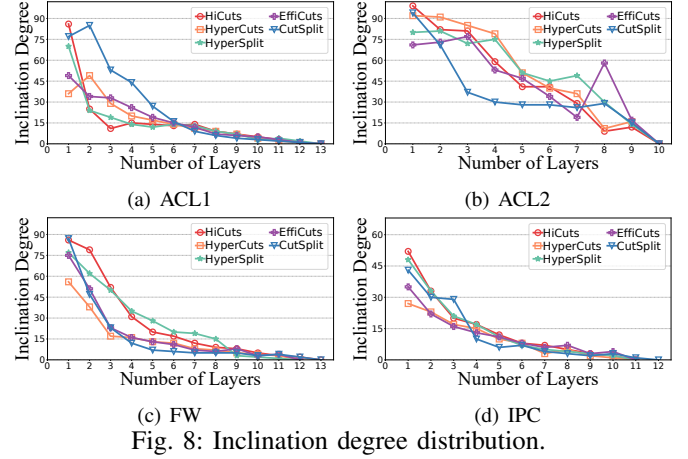 Inclination Degree
90
75
60
45
30
15
0
HiCuts
HyperCuts
HyperSplit
EffiCuts
CutSplit
0 1 2 3 4 5 6 7 8 9 10 11 12 13
Number of Layers
(a) ACL1
Inclination Degree
90
75
60
45
30
15
0
HiCuts
HyperCuts
HyperSplit
EffiCuts
CutSplit
0 1 2 3 4 5 6 7 8 9 10
Number of Layers
(b) ACL2
Inclination Degree
90
75
60
45
30
15
0
HiCuts
HyperCuts
HyperSplit
EffiCuts
CutSplit
0 1 2 3 4 5 6 7 8 9 10 11 12 13
Number of Layers
(c) FW
Inclination Degree
60
45
30
15
0
HiCuts
HyperCuts
HyperSplit
EffiCuts
CutSplit
0 1 2 3 4 5 6 7 8 9 10 11 12
Number of Layers
(d) IPC
Fig. 8: Inclination degree distribution.